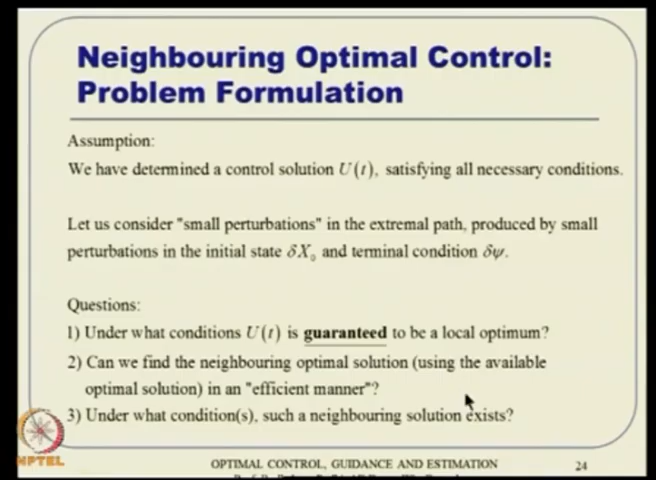 Neighbouring Optimal Control:
Problem Formulation
Assumption:
We have determined a control solution U(t), satisfying all necessary conditions.
Let us consider "small perturbations" in the extremal path, produced by small
perturbations in the initial state δX₀ and terminal condition δψ.
Questions:
1) Under what conditions U(t) is guaranteed to be a local optimum?
2) Can we find the neighbouring optimal solution (using the available
optimal solution) in an "efficient manner"?
3) Under what condition(s), such a neighbouring solution exists?
NPTEL
OPTIMAL CONTROL, GUIDANCE AND ESTIMATION
24